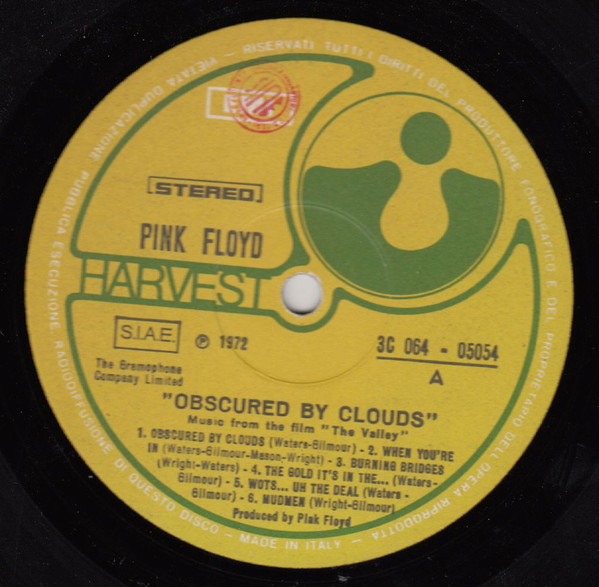 RISERVATI TUTTI I DIRITTI DEL PRODUTTORE FONOGRAFICO E DEL PROPRIETARIO DELL'OPERA RIPRODOTTA
VIETATA DUPLICAZIONE PUBBLICA ESECUZIONE RADIODIFFUSIONE DI QUESTO DISCO - MADE IN ITALY -
[STEREO]
PINK FLOYD
HARVEST
S.I.A.E.
℗ 1972
3C 064 - 05054
A
The Gramophone
Company Limited
"OBSCURED BY CLOUDS"
Music from the film "The Valley"
1. OBSCURED BY CLOUDS (Waters-Gilmour) - 2. WHEN YOU'RE
IN (Waters-Gilmour-Mason-Wright) - 3. BURNING BRIDGES
(Wright-Waters) - 4. THE GOLD IT'S IN THE... (Waters-
Gilmour) - 5. WOTS... UH THE DEAL (Waters -
Gilmour) - 6. MUDMEN (Wright-Gilmour)
Produced by Pink Floyd